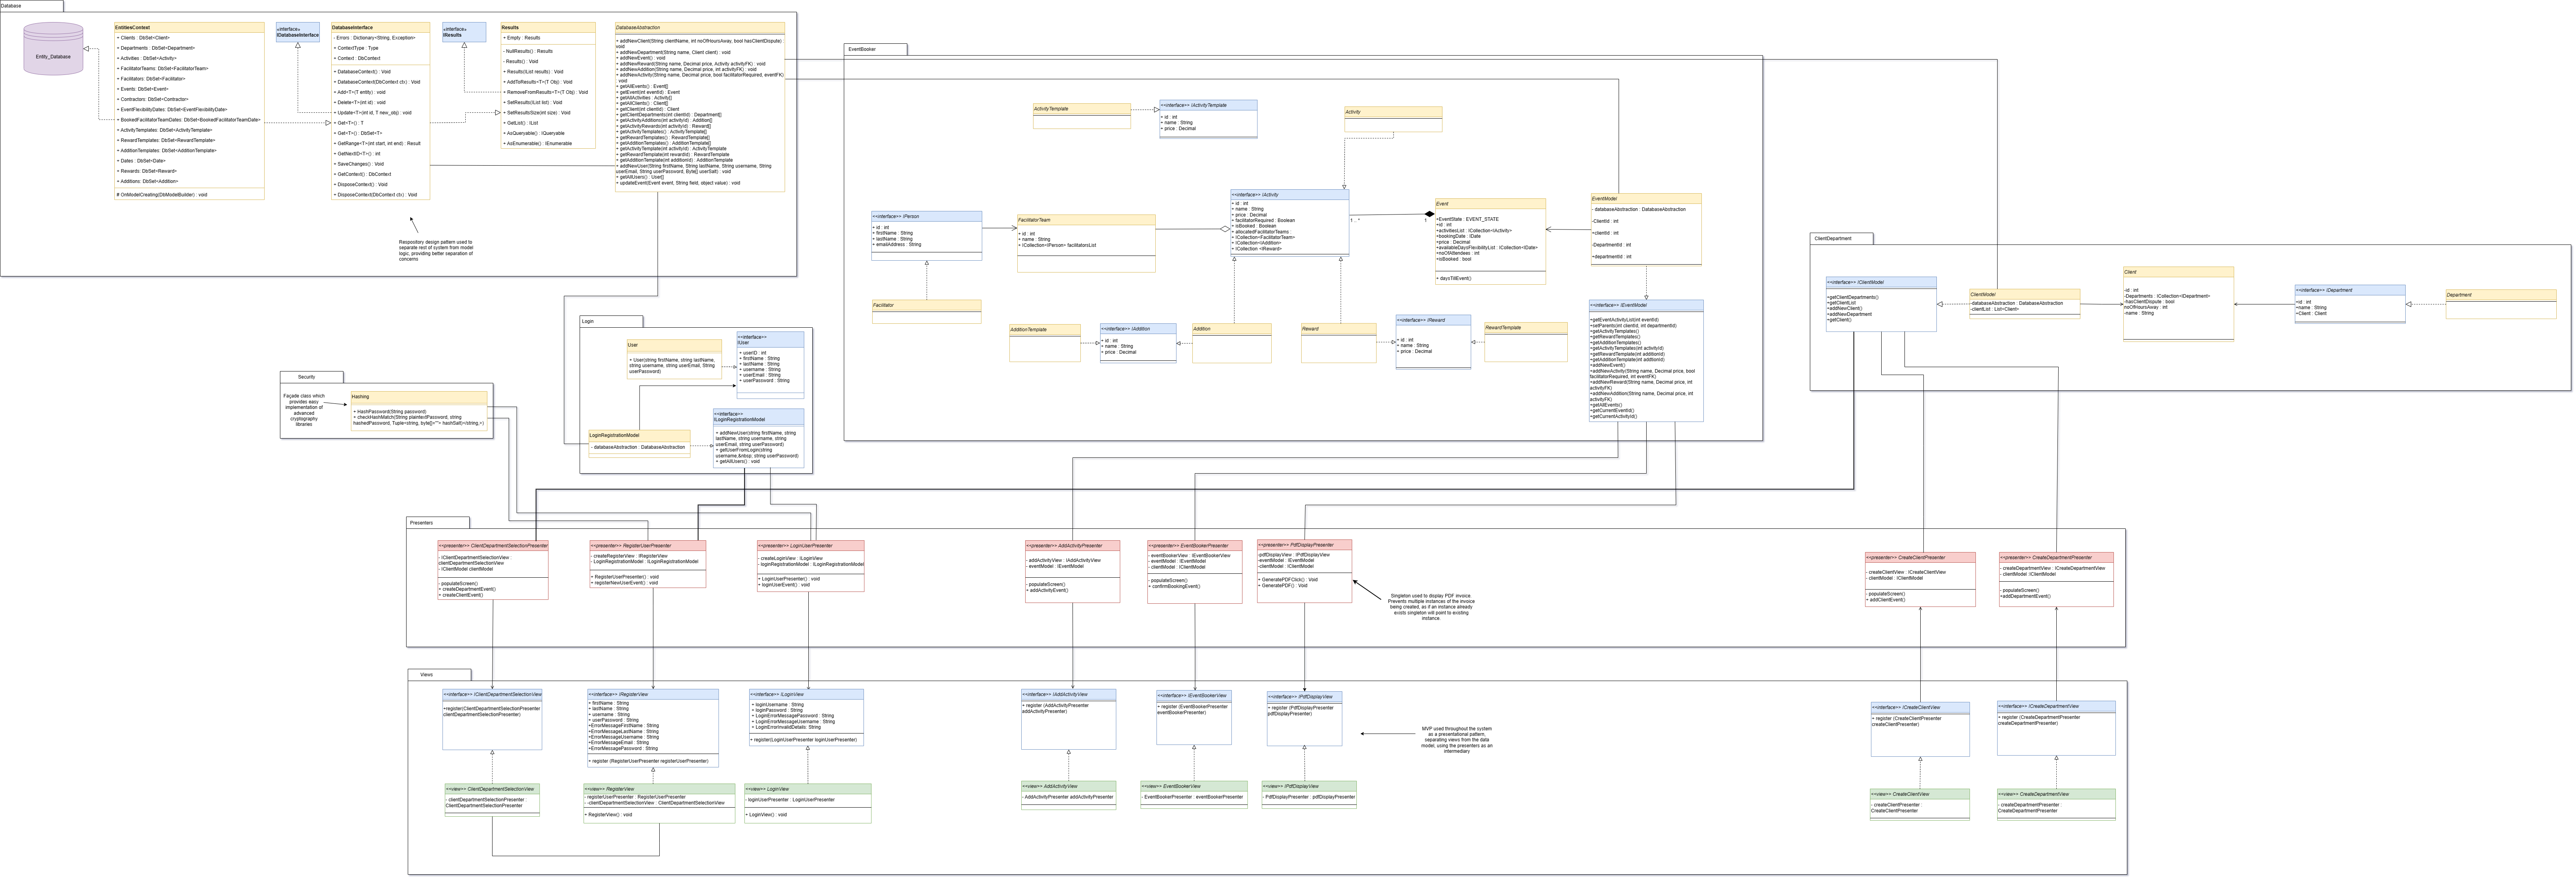 Database
Entity_Database
EntitiesContext
+ Clients : DbSet<Client>
+ Departments : DbSet<Department>
+ Activities : DbSet<Activity>
+ FacilitatorTeams : DbSet<FacilitatorTeam>
+ Facilitators : DbSet<Facilitator>
+ Events : DbSet<Event>
+ Contractors : DbSet<Contractor>
+ EventFlexibilityDates : DbSet<EventFlexibilityDate>
+ BookedFacilitatorTeamDates : DbSet<BookedFacilitatorTeamDate>
+ ActivityTemplates : DbSet<ActivityTemplate>
+ RewardTemplates : DbSet<RewardTemplate>
+ AdditionTemplates : DbSet<AdditionTemplate>
+ Dates : DbSet<Date>
+ Rewards : DbSet<Reward>
+ Additions : DbSet<Addition>
# OnModelCreating(DbModelBuilder) : void
«interface»
IDatabaseInterface
DatabaseInterface
- Errors : Dictionary<String, Exception>
+ ContextType : Type
+ Context : DbContext
+ DatabaseContext() : Void
+ DatabaseContext(DbContext ctx) : Void
+ Add<T>(T entity) : void
+ Delete<T>(int id) : void
+ Update<T>(int id, T new_obj) : void
+ Get<T>() : T
+ Get<T>() : DbSet<T>
+ GetRange<T>(int start, int end) : Result
+ GetNextID<T>() : int
+ SaveChanges() : Void
+ GetContext() : DbContext
+ DisposeContext() : Void
+ DisposeContext(DbContext ctx) : Void
«interface»
IResults
Results
+ Empty : Results
- NullResults() : Results
- Results() : Void
+ Results(IList results) : Void
+ AddToResults<T>(T Obj) : Void
+ RemoveFromResults<T>(T Obj) : Void
+ SetResults(IList list) : Void
+ SetResultsSize(int size) : Void
+ GetList() : IList
+ AsQueryable() : IQueryable
+ AsEnumerable() : IEnumerable
DatabaseAbstraction
+ addNewClient(String clientName, int noOfHoursAway, bool hasClientDispute) :
void
+ addNewDepartment(String name, Client client) : void
+ addNewEvent() : void
+ addNewReward(String name, Decimal price, Activity activityFK) : void
+ addNewAddition(String name, Decimal price, int activityFK) : void
+ addNewActivity(String name, Decimal price, bool facilitatorRequired, eventFK)
: void
+ getAllEvents() : Event[]
+ getEvent(int eventId) : Event
+ getAllActivities : Activity[]
+ getAllClients() : Client[]
+ getClient(int clientId) : Client
+ getClientDepartments(int clientId) : Department[]
+ getActivityAdditions(int activityId) : Addition[]
+ getActivityReward(int activityId) : Reward[]
+ getActivityTemplates() : ActivityTemplate[]
+ getRewardTemplates() : RewardTemplate[]
+ getAdditionTemplates() : AdditionTemplate[]
+ getActivityTemplate(int activityId) : ActivityTemplate
+ getRewardTemplate(int rewardId) : RewardTemplate
+ getAdditionTemplate(int additionId) : AdditionTemplate
+ addNewUser(String firstName, String lastName, String username, String
userEmail, String userPassword, Byte[] userSalt) : void
+ getAllUsers() : User[]
+ updateEvent(Event event, String field, object value) : void
Respository design pattern used to
separate rest of system from model
logic, providing better separation of
concerns
EventBooker
ActivityTemplate
<<interface>> IActivityTemplate
+ id : int
+ name : String
+ price : Decimal
Activity
<<interface>> IPerson
+ id : int
+ firstName : String
+ lastName : String
+ emailAddress : String
FacilitatorTeam
+ id : int
+ name : String
+ ICollection<IPerson> facilitatorsList
<<interface>> IActivity
+ id : int
+ name : String
+ price : Decimal
+ facilitatorRequired : Boolean
+ isBooked : Boolean
+ allocatedFacilitatorTeams :
ICollection<FacilitatorTeam>
+ ICollection<IAddition>
+ ICollection <IReward>
1 .. *
1
Event
+EventState : EVENT_STATE
+id : int
+activitiesList : ICollection<IActivity>
+bookingDate : IDate
+price : Decimal
+availableDaysFlexibilityList : ICollection<IDate>
+noOfAttendees : int
+isBooked : bool
+ daysTillEvent()
EventModel
- databaseAbstraction : DatabaseAbstraction
-ClientId : int
+clientId : int
-DepartmentId : int
+departmentId : int
Facilitator
AdditionTemplate
<<interface>> IAddition
+ id : int
+ name : String
+ price : Decimal
Addition
Reward
<<interface>> IReward
+ id : int
+ name : String
+ price : Decimal
RewardTemplate
<<interface>> IEventModel
+getEventActivityList(int eventId)
+setParents(int clientId, int departmentId)
+getActivityTemplates()
+getRewardTemplates()
+getAdditionTemplates()
+getActivityTemplates(int activityId)
+getRewardTemplate(int additionId)
+getAdditionTemplate(int additionId)
+addNewEvent()
+addNewActivity(String name, Decimal price, bool
facilitatorRequired, int eventFK)
+addNewReward(String name, Decimal price, int
activityFK)
+addNewAddition(String name, Decimal price, int
activityFK)
+getAllEvents()
+getCurrentEventId()
+getCurrentActivityId()
ClientDepartment
<<interface>> IClientModel
+getClientDepartments()
+getClientList
+addNewClient()
+addNewDepartment
+getClient()
ClientModel
-databaseAbstraction : DatabaseAbstraction
-clientList : List<Client>
Client
-id : int
-Departments : ICollection<IDepartment>
-hasClientDispute : bool
+noOfHoursAway : int
-name : String
<<interface>> IDepartment
+id : int
+name : String
+Client : Client
Department
Login
User
+ User(string firstName, string lastName,
string username, string userEmail, String
userPassword)
<<interface>>
IUser
+ userID : int
+ firstName : String
+ lastName : String
+ username : String
+ userEmail : String
+ userPassword : String
LoginRegistrationModel
- databaseAbstraction : DatabaseAbstraction
<<interface>>
ILoginRegistrationModel
+ addNewUser(string firstName, string
lastName, string username, string
userEmail, string userPassword)
+ getUserFromLogin(string
username,&nbsp; string userPassword)
+ getAllUsers() : void
Security
Façade class which
provides easy
implementation of
advanced
cryptography
libraries
Hashing
+ HashPassword(String password)
+ checkHashMatch(String plaintextPassword, string
hashedPassword, Tuple<string, byte[]=""> hashSalt)</string,>)
Presenters
<<presenter>> ClientDepartmentSelectionPresenter
- IClientDepartmentSelectionView :
clientDepartmentSelectionView
- IClientModel clientModel
- populateScreen()
+ createDepartmentEvent()
+ createClientEvent()
<<presenter>> RegisterUserPresenter
- createRegisterView : IRegisterView
- LoginRegistrationModel : ILoginRegistrationModel
+ RegisterUserPresenter() : void
+ registerNewUserEvent() : void
<<presenter>> LoginUserPresenter
-createLoginView : ILoginView
- loginRegistrationModel : ILoginRegistrationModel
+ LoginUserPresenter() : void
- loginUserEvent() : void
<<presenter>> AddActivityPresenter
- addActivityView : IAddActivityView
- eventModel : IEventModel
-populateScreen()
+ addActivityEvent()
<<presenter>> EventBookerPresenter
- eventBookerView : IEventBookerView
- eventModel : IEventModel
- clientModel : IClientModel
- populateScreen()
+ confirmBookingEvent()
<<presenter>> PdfDisplayPresenter
-pdfDisplayView : IPdfDisplayView
-eventModel : IEventModel
-clientModel : IClientModel
+ GeneratePDFClick() : Void
+ GeneratePDF() : Void
Singleton used to display PDF invoice.
Prevents multiple instances of the invoice
being created, as if an instance already
exists singleton will point to existing
instance.
<<presenter>> CreateClientPresenter
- createClientView : ICreateClientView
- clientModel : IClientModel
- populateScreen()
+ addClientEvent()
<<presenter>> CreateDepartmentPresenter
- createDepartmentView : ICreateDepartmentView
- clientModel :IClientModel
- populateScreen()
+addDepartmentEvent()
Views
<<interface>> IClientDepartmentSelectionView
+register(ClientDepartmentSelectionPresenter
clientDepartmentSelectionPresenter)
<<interface>> IRegisterView
+ firstName : String
+ lastName : String
+ username : String
+ userPassword : String
+ErrorMessageFirstName : String
+ErrorMessageLastName : String
+ErrorMessageUsername : String
+ErrorMessageEmail : String
+ErrorMessagePassword : String
+ register (RegisterUserPresenter registerUserPresenter)
<<interface>> ILoginView
+ loginUsername : String
+ loginPassword : String
+ LoginErrorMessagePassword : String
+ LoginErrorMessageUsername : String
+ LoginErrorInvalidDetails : String
+ register(LoginUserPresenter loginUserPresenter)
<<interface>> IAddActivityView
+ register (AddActivityPresenter
addActivityPresenter)
<<interface>> IEventBookerView
+ register (EventBookerPresenter
eventBookerPresenter)
<<interface>> IPdfDisplayView
+ register (PdfDisplayPresenter
pdfDisplayPresenter)
MVP used throughout the system
as a presentational pattern,
separating views from the data
model, using the presenters as an
intermediary
<<interface>> ICreateClientView
+ register (CreateClientPresenter
createClientPresenter)
<<interface>> ICreateDepartmentView
+ register (CreateDepartmentPresenter
createDepartmentPresenter)
<<view>> ClientDepartmentSelectionView
- clientDepartmentSelectionPresenter :
ClientDepartmentSelectionPresenter
<<view>> RegisterView
- registerUserPresenter : RegisterUserPresenter
- -clientDepartmentSelectionView : ClientDepartmentSelectionView
+ RegisterView() : void
<<view>> LoginView
- loginUserPresenter : LoginUserPresenter
+ LoginView() : void
<<view>> AddActivityView
- AddActivityPresenter addActivityPresenter
<<view>> EventBookerView
- EventBookerPresenter : eventBookerPresenter
<<view>> IPdfDisplayView
- PdfDisplayPresenter : pdfDisplayPresenter
<<view>> CreateClientView
- createClientPresenter :
CreateClientPresenter
<<view>> CreateDepartmentView
- createDepartmentPresenter :
CreateDepartmentPresenter